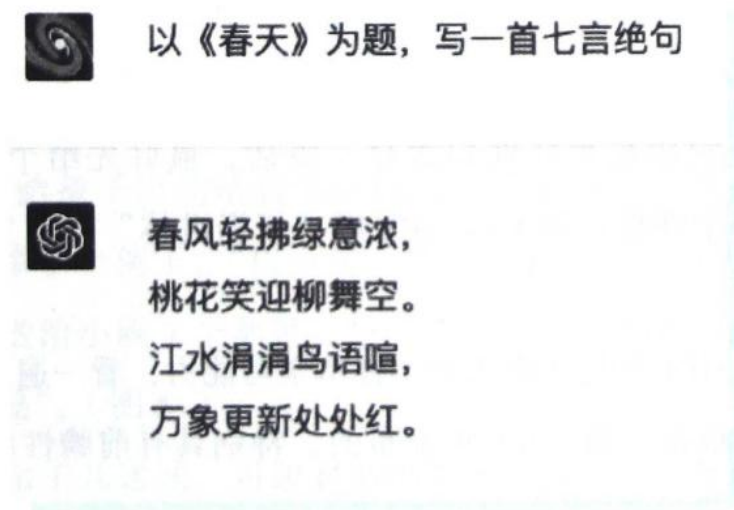 以《春天》为题，写一首七言绝句
春风轻拂绿意浓，
桃花笑迎柳舞空。
江水涓涓鸟语喧，
万象更新处处红。